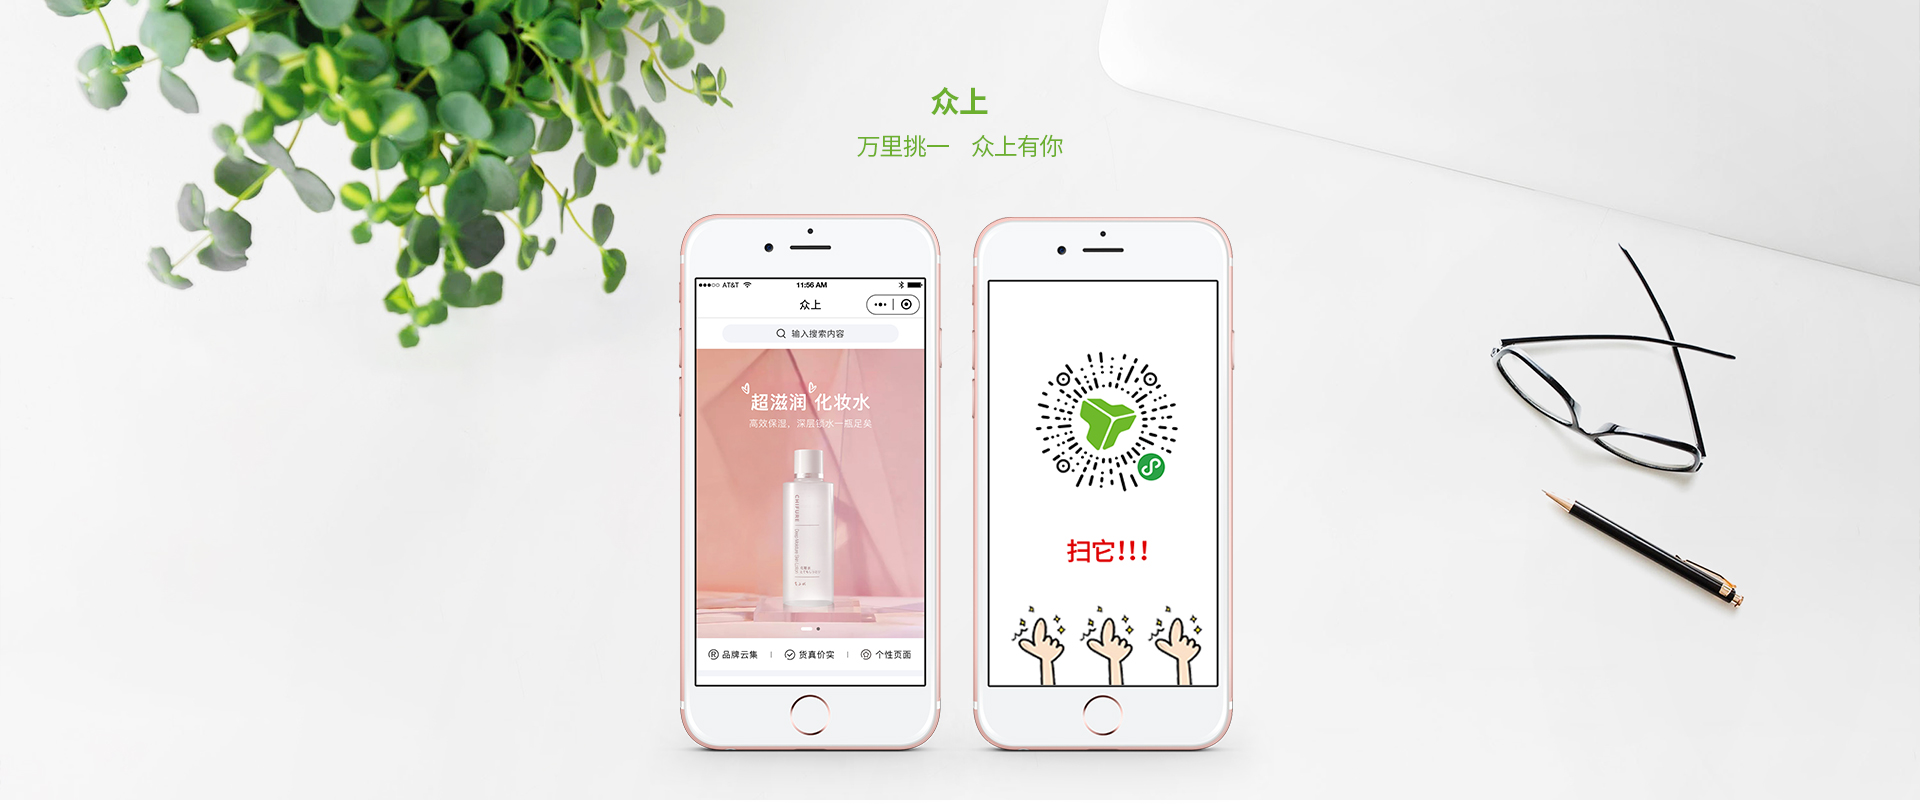 众上
万里挑一 众上有你
AT&T 11:56 AM
众上
输入搜索内容
超滋润 化妆水
高效保湿，深层锁水一瓶足矣
CHIFURE
品牌云集 | 货真价实 | 个性页面
扫它!!!